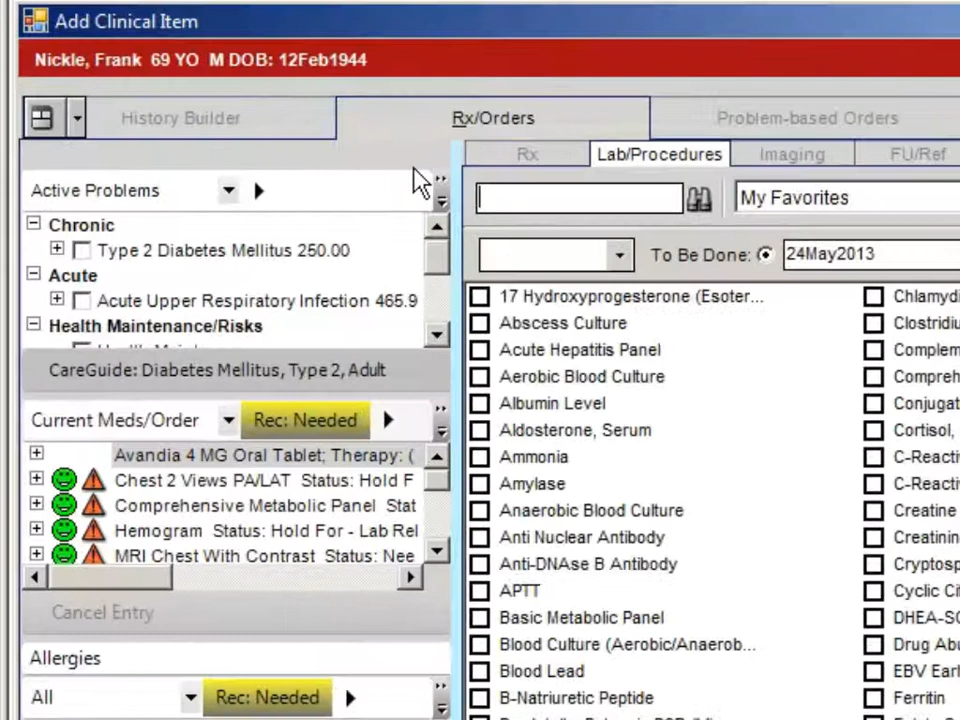 Add Clinical Item
Nickle, Frank 69 YO M DOB: 12Feb1944
History Builder
Rx/Orders
Problem-based Orders
Active Problems
Chronic
Type 2 Diabetes Mellitus 250.00
Acute
Acute Upper Respiratory Infection 465.9
Health Maintenance/Risks
CareGuide: Diabetes Mellitus, Type 2, Adult
Current Meds/Order
Rec: Needed
Avandia 4 MG Oral Tablet; Therapy: (
Chest 2 Views PA/LAT Status: Hold F
Comprehensive Metabolic Panel Stat
Hemogram Status: Hold For - Lab Rel
MRI Chest With Contrast Status: Nee
Cancel Entry
Allergies
All
Rec: Needed
Rx
Lab/Procedures
Imaging
FU/Ref
My Favorites
To Be Done:
24May2013
17 Hydroxyprogesterone (Esoter...
Abscess Culture
Acute Hepatitis Panel
Aerobic Blood Culture
Albumin Level
Aldosterone, Serum
Ammonia
Amylase
Anaerobic Blood Culture
Anti Nuclear Antibody
Anti-DNAse B Antibody
APTT
Basic Metabolic Panel
Blood Culture (Aerobic/Anaerob...
Blood Lead
B-Natriuretic Peptide
Chlamydi
Clostridiu
Complem
Compreh
Conjugat
Cortisol,
C-Reacti
C-Reacti
Creatine
Creatinin
Cryptosp
Cyclic Ci
DHEA-S
Drug Abu
EBV Earl
Ferritin